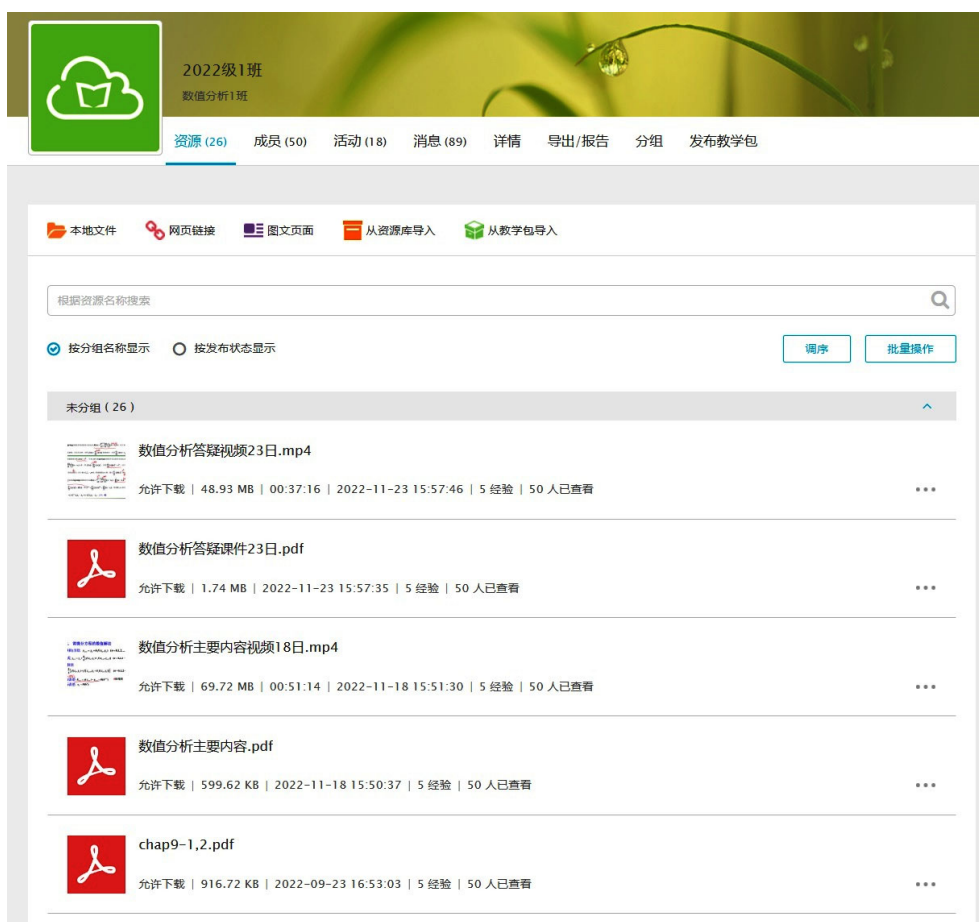 2022级1班
数值分析1班
资源 (26) 成员 (50) 活动 (18) 消息 (89) 详情 导出/报告 分组 发布教学包
本地文件 网页链接 图文页面 从资源库导入 从教学包导入
根据资源名称搜索
按分组名称显示 按发布状态显示 调序 批量操作
未分组 ( 26 )
数值分析答疑视频23日.mp4
允许下载 | 48.93 MB | 00:37:16 | 2022-11-23 15:57:46 | 5 经验 | 50 人已查看
数值分析答疑课件23日.pdf
允许下载 | 1.74 MB | 2022-11-23 15:57:35 | 5 经验 | 50 人已查看
数值分析主要内容视频18日.mp4
允许下载 | 69.72 MB | 00:51:14 | 2022-11-18 15:51:30 | 5 经验 | 50 人已查看
数值分析主要内容.pdf
允许下载 | 599.62 KB | 2022-11-18 15:50:37 | 5 经验 | 50 人已查看
chap9-1,2.pdf
允许下载 | 916.72 KB | 2022-09-23 16:53:03 | 5 经验 | 50 人已查看